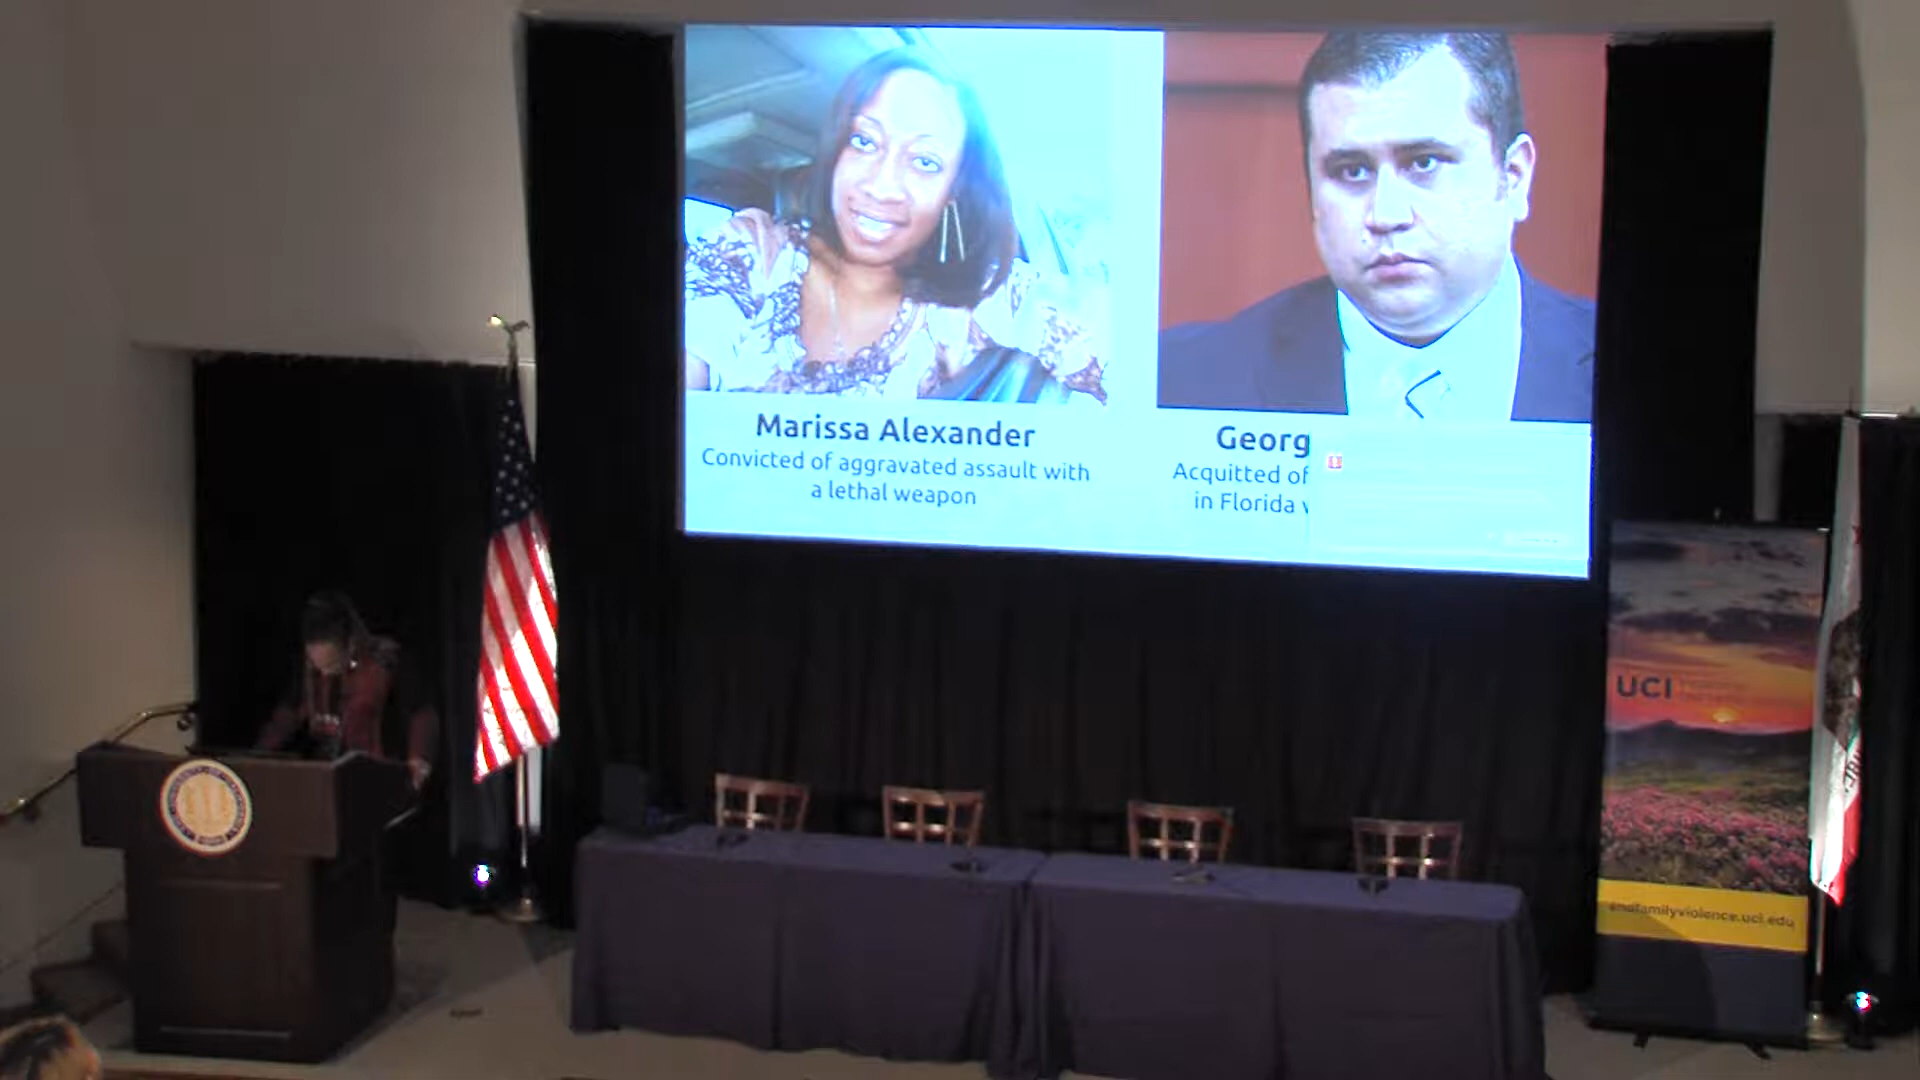 Marissa Alexander
Convicted of aggravated assault with
a lethal weapon
Georg
Acquitted of
in Florida
UCI
endfamilyviolence.uci.edu